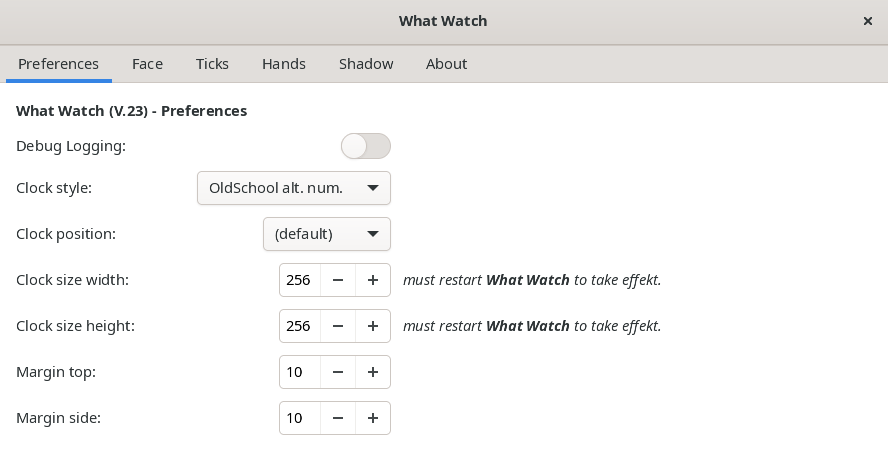 What Watch
Preferences Face Ticks Hands Shadow About
What Watch (V.23) - Preferences
Debug Logging:
Clock style: OldSchool alt. num.
Clock position: (default)
Clock size width: 256 must restart What Watch to take effekt.
Clock size height: 256 must restart What Watch to take effekt.
Margin top: 10
Margin side: 10